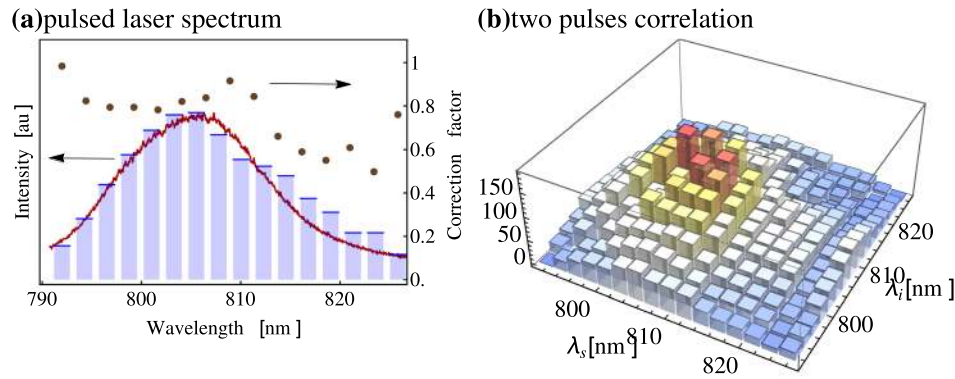 (a)pulsed laser spectrum
Intensity [au]
1
0.8
0.6
0.4
0.2
0.
Correction factor
790 800 810 820
Wavelength [nm]
(b)two pulses correlation
150
100
50
0
800 810 820
λs[nm]
800 810 820
λi[nm]